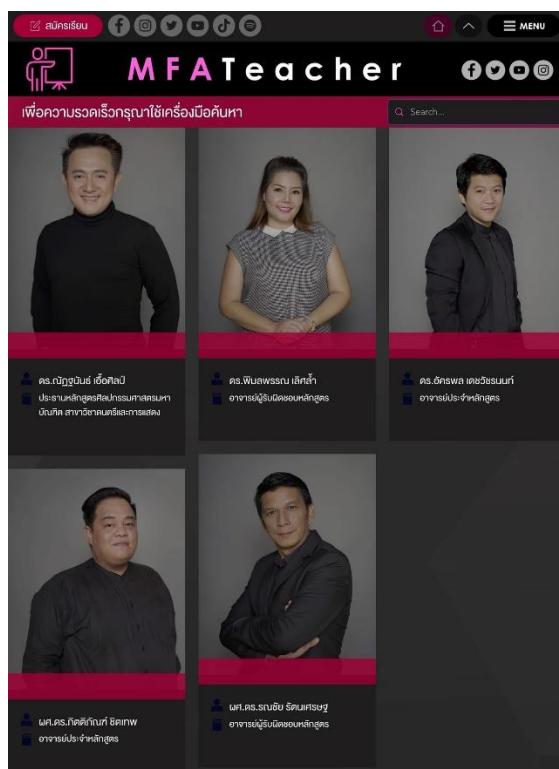 สมัครเรียน
MENU
MFATeacher
เพื่อความรวดเร็วกรุณาใช้เครื่องมือค้นหา
Search...
ดร.ณัฏฐนันธ์ เอื้อศิลป์
ประธานหลักสูตรศิลปกรรมศาสตรมหา
บัณฑิต สาขาวิชาดนตรีและการแสดง
ดร.พิมลพรรณ เลิศล้ำ
อาจารย์ผู้รับผิดชอบหลักสูตร
ดร.อัครพล เดชวัชรนนท์
อาจารย์ประจำหลักสูตร
ผศ.ดร.กิตติภัณฑ์ ชิตเทพ
อาจารย์ประจำหลักสูตร
ผศ.ดร.รณชัย รัตนเศรษฐ
อาจารย์ผู้รับผิดชอบหลักสูตร